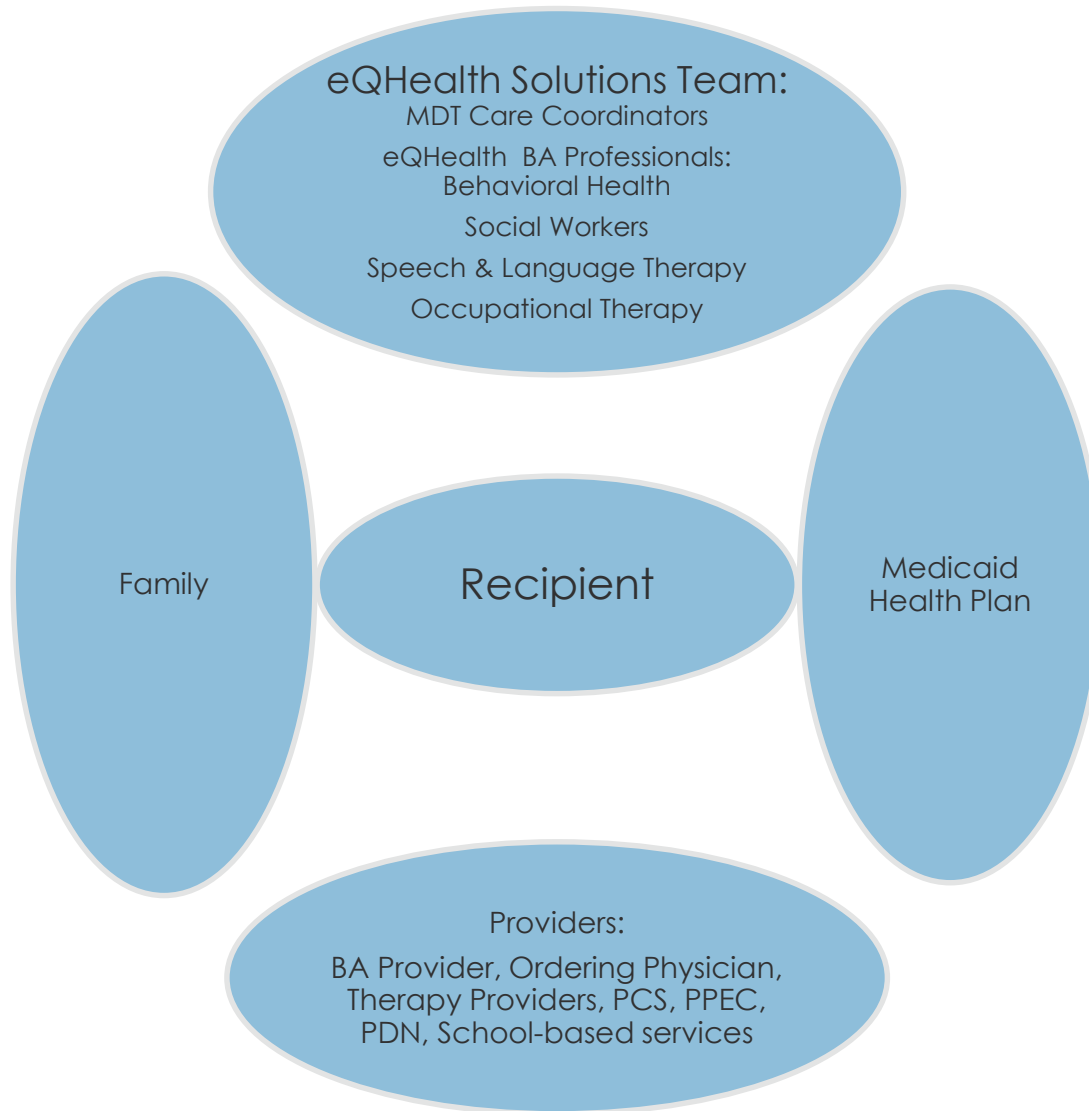 eQHealth Solutions Team:
MDT Care Coordinators
eQHealth BA Professionals:
Behavioral Health
Social Workers
Speech & Language Therapy
Occupational Therapy
Family
Recipient
Medicaid
Health Plan
Providers:
BA Provider, Ordering Physician,
Therapy Providers, PCS, PPEC,
PDN, School-based services